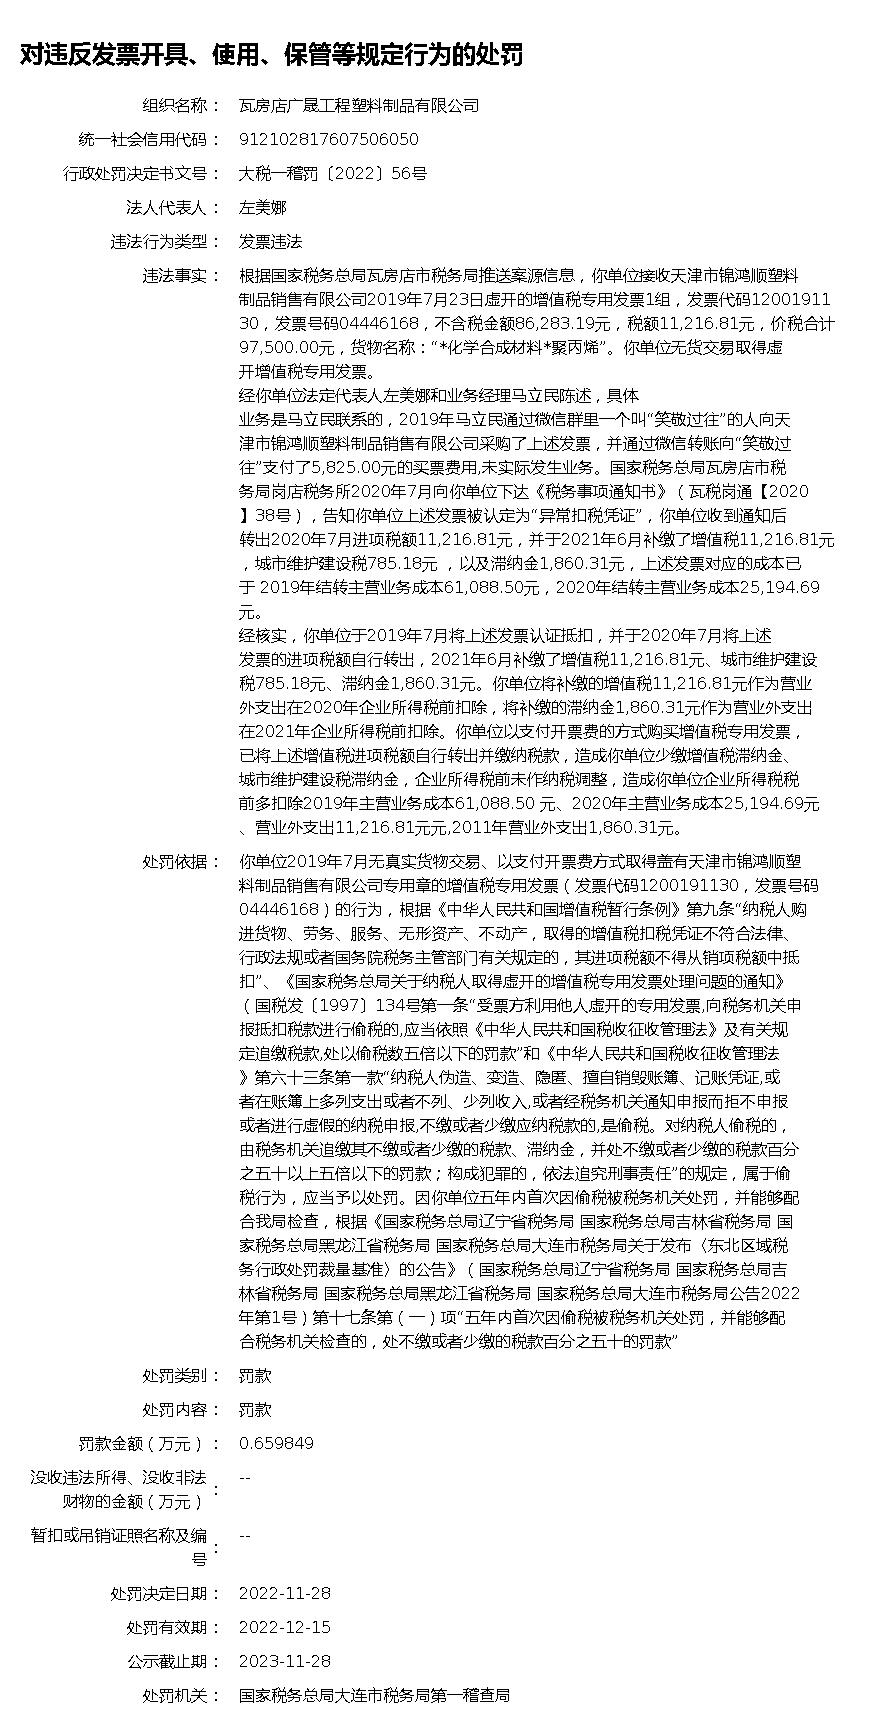 对违反发票开具、使用、保管等规定行为的处罚
组织名称： 瓦房店广晟工程塑料制品有限公司
统一社会信用代码： 912102817607506050
行政处罚决定书文号： 大税一稽罚〔2022〕56号
法人代表人： 左美娜
违法行为类型： 发票违法
违法事实： 根据国家税务总局瓦房店市税务局推送案源信息，你单位接收天津市锦鸿顺塑料
制品销售有限公司2019年7月23日虚开的增值税专用发票1组，发票代码12001911
30，发票号码04446168，不含税金额86,283.19元，税额11,216.81元，价税合计
97,500.00元，货物名称：“*化学合成材料*聚丙烯”。你单位无货交易取得虚
开增值税专用发票。
经你单位法定代表人左美娜和业务经理马立民陈述，具体
业务是马立民联系的，2019年马立民通过微信群里一个叫“笑敬过往”的人向天
津市锦鸿顺塑料制品销售有限公司采购了上述发票，并通过微信转账向“笑敬过
往”支付了5,825.00元的买票费用,未实际发生业务。国家税务总局瓦房店市税
务局岗店税务所2020年7月向你单位下达《税务事项通知书》（瓦税岗通【2020
】38号），告知你单位上述发票被认定为“异常扣税凭证”，你单位收到通知后
转出2020年7月进项税额11,216.81元，并于2021年6月补缴了增值税11,216.81元
，城市维护建设税785.18元 ，以及滞纳金1,860.31元，上述发票对应的成本已
于 2019年结转主营业务成本61,088.50元，2020年结转主营业务成本25,194.69
元。
经核实，你单位于2019年7月将上述发票认证抵扣，并于2020年7月将上述
发票的进项税额自行转出，2021年6月补缴了增值税11,216.81元、城市维护建设
税785.18元、滞纳金1,860.31元。你单位将补缴的增值税11,216.81元作为营业
外支出在2020年企业所得税前扣除，将补缴的滞纳金1,860.31元作为营业外支出
在2021年企业所得税前扣除。你单位以支付开票费的方式购买增值税专用发票，
已将上述增值税进项税额自行转出并缴纳税款，造成你单位少缴增值税滞纳金、
城市维护建设税滞纳金，企业所得税前未作纳税调整，造成你单位企业所得税税
前多扣除2019年主营业务成本61,088.50 元、2020年主营业务成本25,194.69元
、营业外支出11,216.81元元,2011年营业外支出1,860.31元。
处罚依据： 你单位2019年7月无真实货物交易、以支付开票费方式取得盖有天津市锦鸿顺塑
料制品销售有限公司专用章的增值税专用发票（发票代码1200191130，发票号码
04446168）的行为，根据《中华人民共和国增值税暂行条例》第九条“纳税人购
进货物、劳务、服务、无形资产、不动产，取得的增值税扣税凭证不符合法律、
行政法规或者国务院税务主管部门有关规定的，其进项税额不得从销项税额中抵
扣”、《国家税务总局关于纳税人取得虚开的增值税专用发票处理问题的通知》
（国税发〔1997〕134号第一条“受票方利用他人虚开的专用发票,向税务机关申
报抵扣税款进行偷税的,应当依照《中华人民共和国税收征收管理法》及有关规
定追缴税款,处以偷税数五倍以下的罚款”和《中华人民共和国税收征收管理法
》第六十三条第一款“纳税人伪造、变造、隐匿、擅自销毁账簿、记账凭证,或
者在账簿上多列支出或者不列、少列收入,或者经税务机关通知申报而拒不申报
或者进行虚假的纳税申报,不缴或者少缴应纳税款的,是偷税。对纳税人偷税的，
由税务机关追缴其不缴或者少缴的税款、滞纳金，并处不缴或者少缴的税款百分
之五十以上五倍以下的罚款；构成犯罪的，依法追究刑事责任”的规定，属于偷
税行为，应当予以处罚。因你单位五年内首次因偷税被税务机关处罚，并能够配
合我局检查，根据《国家税务总局辽宁省税务局 国家税务总局吉林省税务局 国
家税务总局黑龙江省税务局 国家税务总局大连市税务局关于发布〈东北区域税
务行政处罚裁量基准〉的公告》（国家税务总局辽宁省税务局 国家税务总局吉
林省税务局 国家税务总局黑龙江省税务局 国家税务总局大连市税务局公告2022
年第1号）第十七条第（一）项“五年内首次因偷税被税务机关处罚，并能够配
合税务机关检查的，处不缴或者少缴的税款百分之五十的罚款”
处罚类别： 罚款
处罚内容： 罚款
罚款金额（万元）： 0.659849
没收违法所得、没收非法
财物的金额（万元）： --
暂扣或吊销证照名称及编
号： --
处罚决定日期： 2022-11-28
处罚有效期： 2022-12-15
公示截止期： 2023-11-28
处罚机关： 国家税务总局大连市税务局第一稽查局